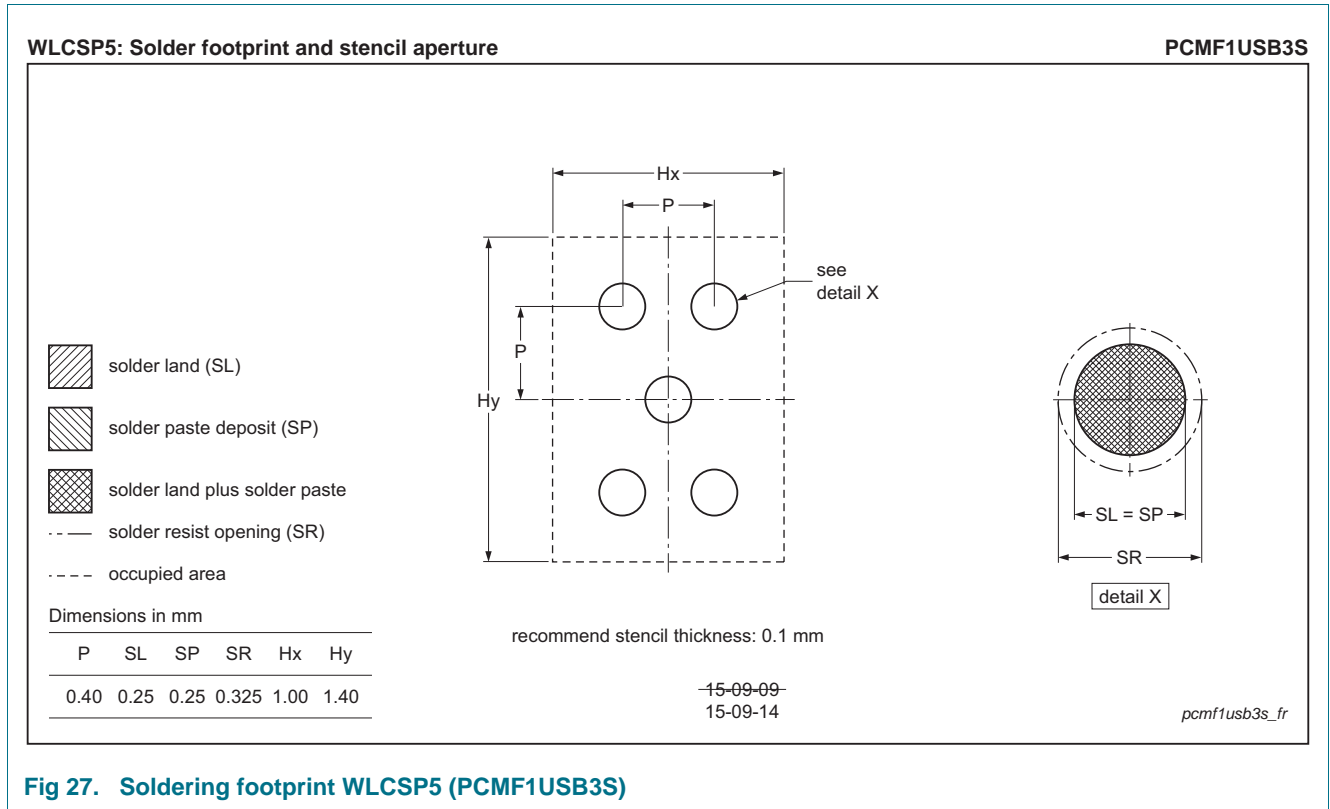 WLCSP5: Solder footprint and stencil aperture PCMF1USB3S
Hx
P
see
detail X
P
Hy
solder land (SL)
solder paste deposit (SP)
solder land plus solder paste
solder resist opening (SR)
occupied area
SL = SP
SR
detail X
Dimensions in mm
P SL SP SR Hx Hy
0.40 0.25 0.25 0.325 1.00 1.40
recommend stencil thickness: 0.1 mm
15-09-09
15-09-14
pcmf1usb3s_fr
Fig 27. Soldering footprint WLCSP5 (PCMF1USB3S)